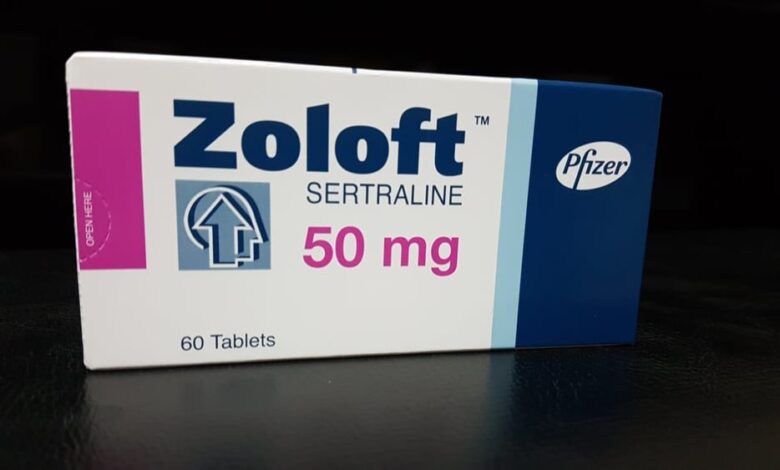 Zoloft™
SERTRALINE
50 mg
60 Tablets
OPEN HERE
Pfizer